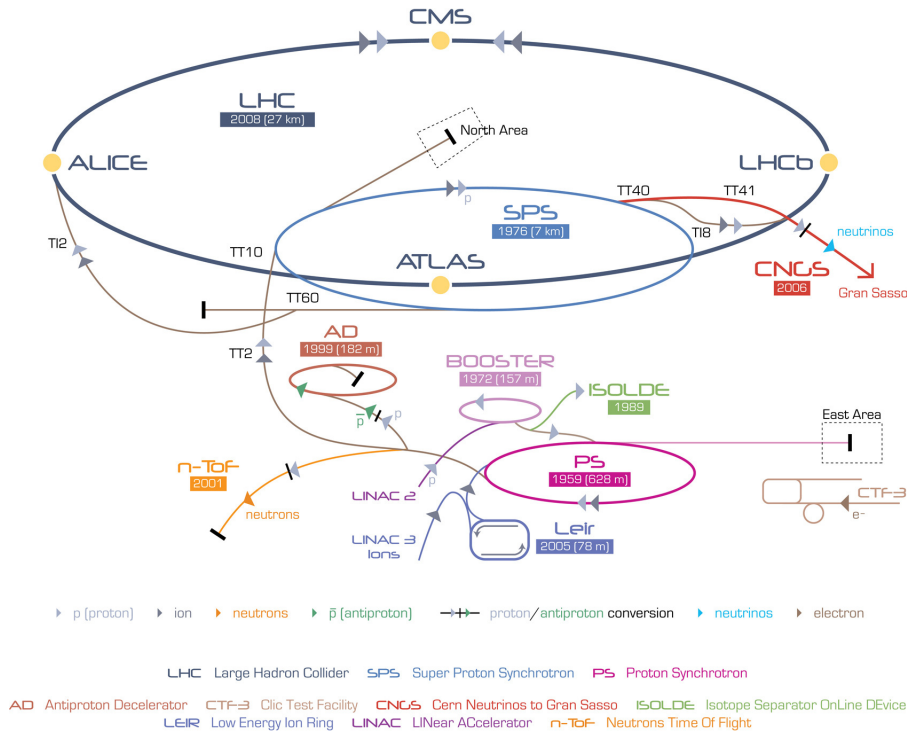 CMS
LHC
2008 (27 km)
North Area
ALICE
LHCb
TT40
TT41
p
SPS
1976 (7 km)
TI8
neutrinos
TI2
TT10
ATLAS
CNGS
2006
Gran Sasso
TT60
AD
1999 (182 m)
TT2
BOOSTER
1972 (157 m)
ISOLDE
1989
p̅
p
East Area
n-ToF
2001
PS
1959 (628 m)
LINAC 2
p
neutrons
CTF3
e-
LINAC 3
Ions
Leir
2005 (78 m)
p (proton)
ion
neutrons
p̅ (antiproton)
proton/antiproton conversion
neutrinos
electron
LHC Large Hadron Collider
SPS Super Proton Synchrotron
PS Proton Synchrotron
AD Antiproton Decelerator
CTF3 Clic Test Facility
CNGS Cern Neutrinos to Gran Sasso
ISOLDE Isotope Separator OnLine DEvice
LEIR Low Energy Ion Ring
LINAC LINear ACcelerator
n-ToF Neutrons Time Of Flight